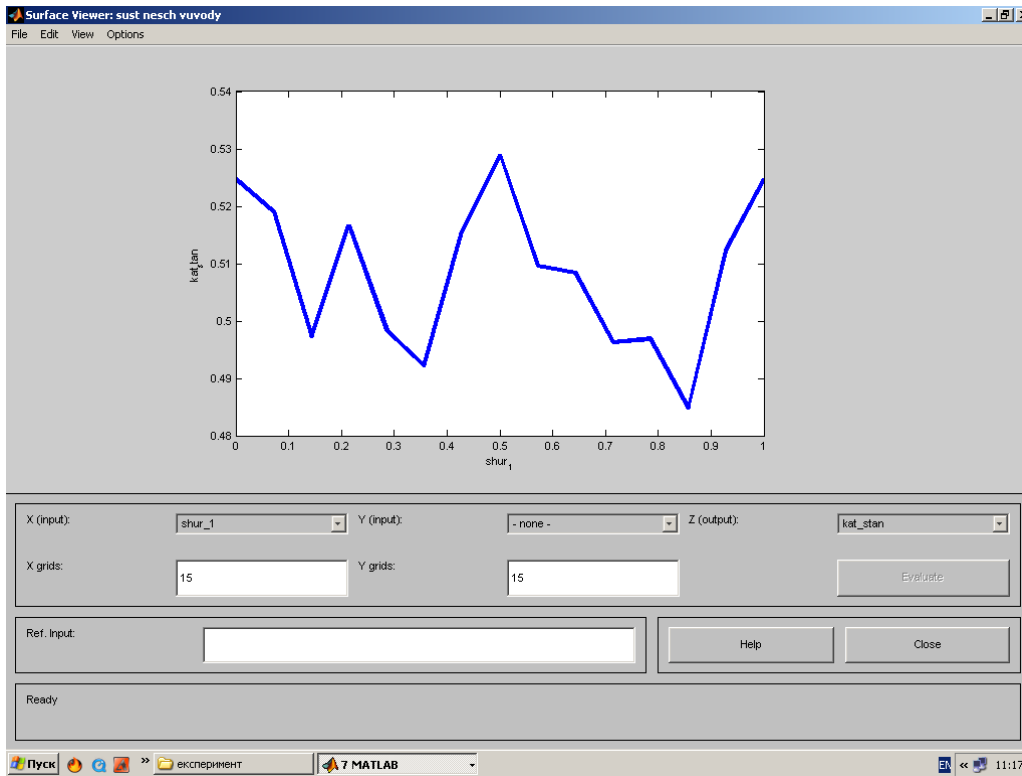 Surface Viewer: sust nesch vuvody
File Edit View Options
0.54
0.53
0.52
0.51
0.5
0.49
0.48
kat_stan
0 0.1 0.2 0.3 0.4 0.5 0.6 0.7 0.8 0.9 1
shur_1
X (input): shur_1 Y (input): - none - Z (output): kat_stan
X grids: 15 Y grids: 15 Evaluate
Ref. Input: Help Close
Ready
Пуск » експеримент 7 MATLAB EN « 11:17